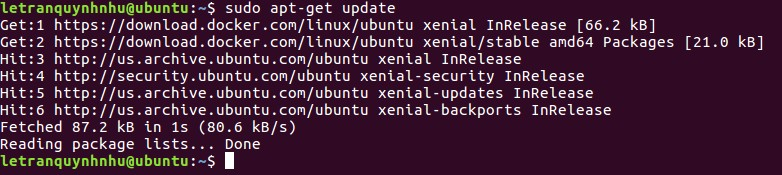 letranquynhnhu@ubuntu:~$ sudo apt-get update
Get:1 https://download.docker.com/linux/ubuntu xenial InRelease [66.2 kB]
Get:2 https://download.docker.com/linux/ubuntu xenial/stable amd64 Packages [21.0 kB]
Hit:3 http://us.archive.ubuntu.com/ubuntu xenial InRelease
Hit:4 http://security.ubuntu.com/ubuntu xenial-security InRelease
Hit:5 http://us.archive.ubuntu.com/ubuntu xenial-updates InRelease
Hit:6 http://us.archive.ubuntu.com/ubuntu xenial-backports InRelease
Fetched 87.2 kB in 1s (80.6 kB/s)
Reading package lists... Done
letranquynhnhu@ubuntu:~$